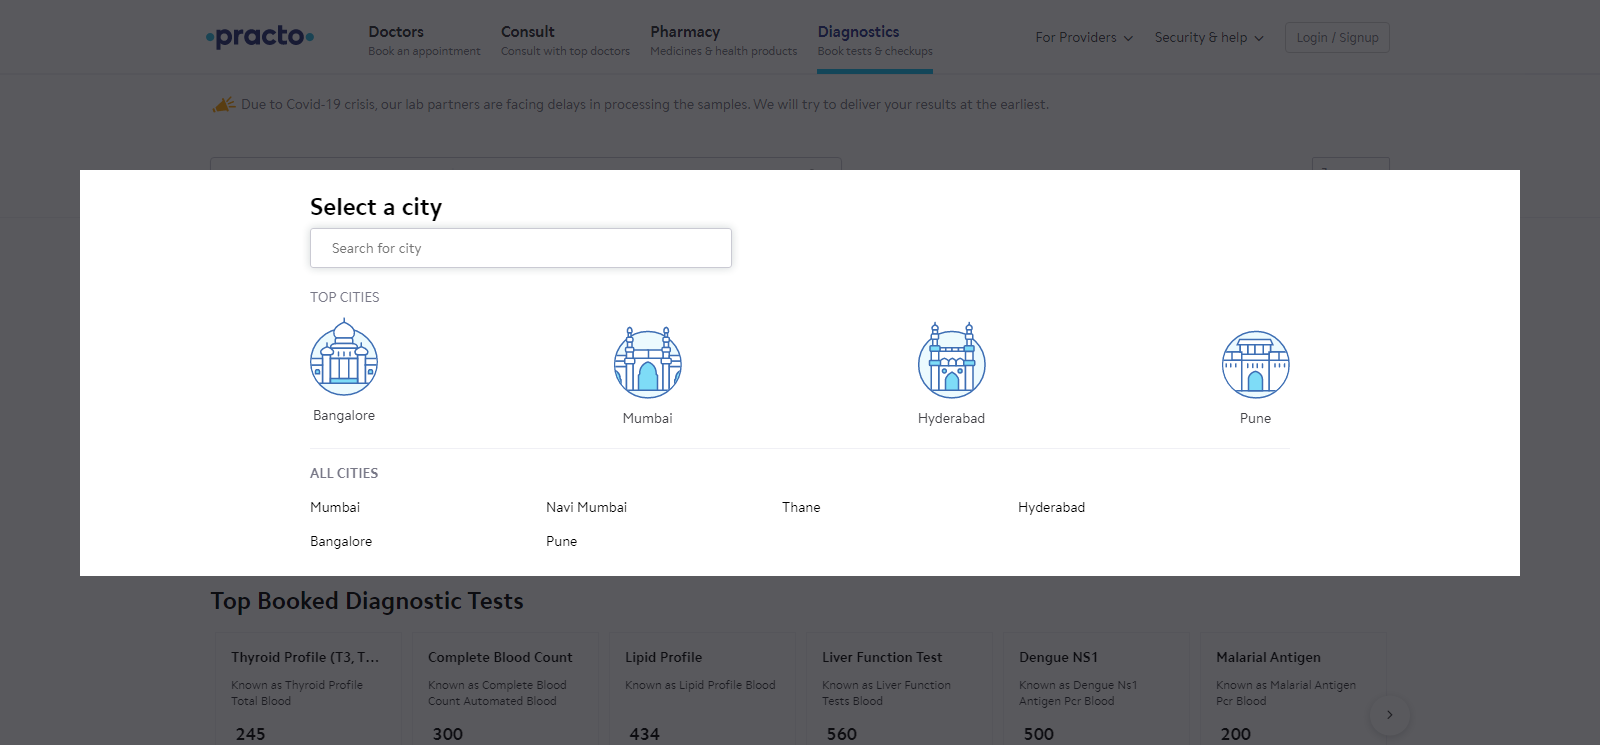 practo
Doctors Consult Pharmacy Diagnostics
Book an appointment Consult with top doctors Medicines & health products Book tests & checkups
For Providers Security & help Login / Signup
Due to Covid-19 crisis, our lab partners are facing delays in processing the samples. We will try to deliver your results at the earliest.
Select a city
Search for city
TOP CITIES
Bangalore Mumbai Hyderabad Pune
ALL CITIES
Mumbai Navi Mumbai Thane Hyderabad
Bangalore Pune
Top Booked Diagnostic Tests
Thyroid Profile (T3, T... Complete Blood Count Lipid Profile Liver Function Test Dengue NS1 Malarial Antigen
Known as Thyroid Profile Known as Complete Blood Known as Lipid Profile Blood Known as Liver Function Known as Dengue Ns1 Known as Malarial Antigen
Total Blood Count Automated Blood Tests Blood Antigen Pcr Blood Pcr Blood
245 300 434 560 500 200